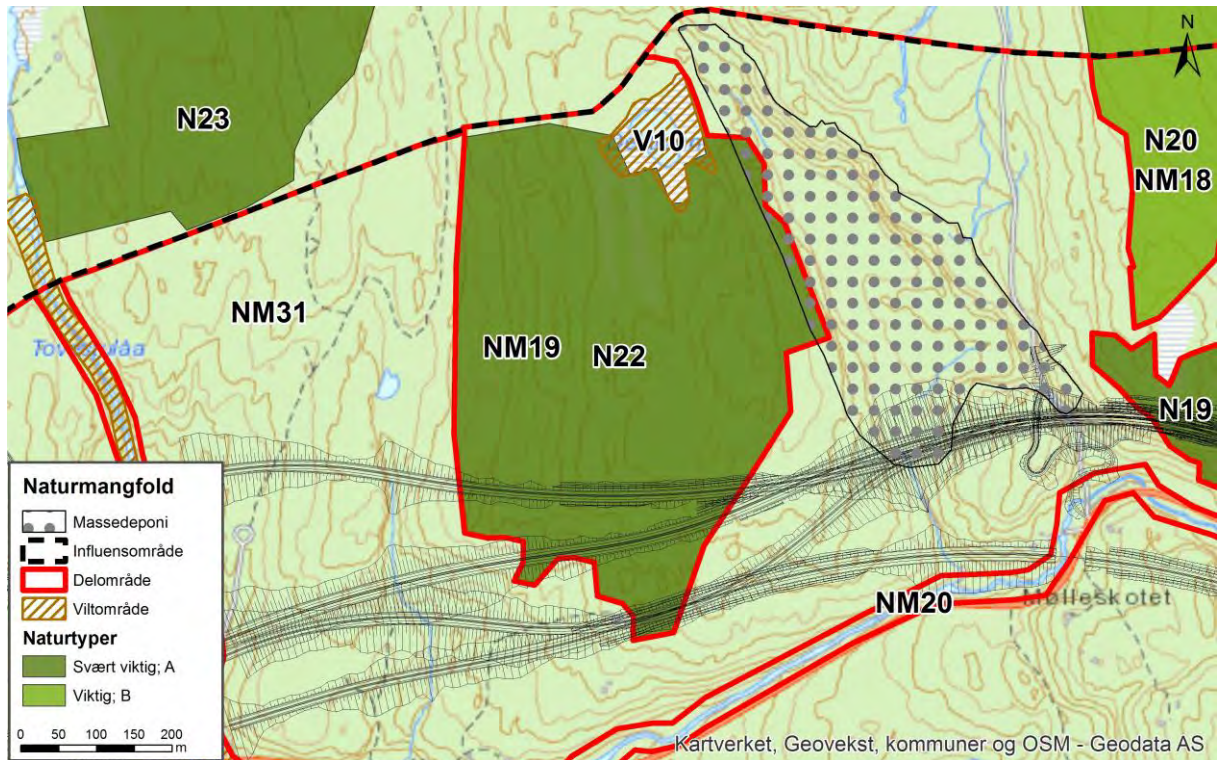 N
N23
V10
N20
NM18
NM31
NM19
N22
N19
NM20
Mølleskotet
Naturmangfold
Massedeponi
Influensområde
Delområde
Viltområde
Naturtyper
Svært viktig; A
Viktig; B
0 50 100 150 200
m
Kartverket, Geovekst, kommuner og OSM - Geodata AS